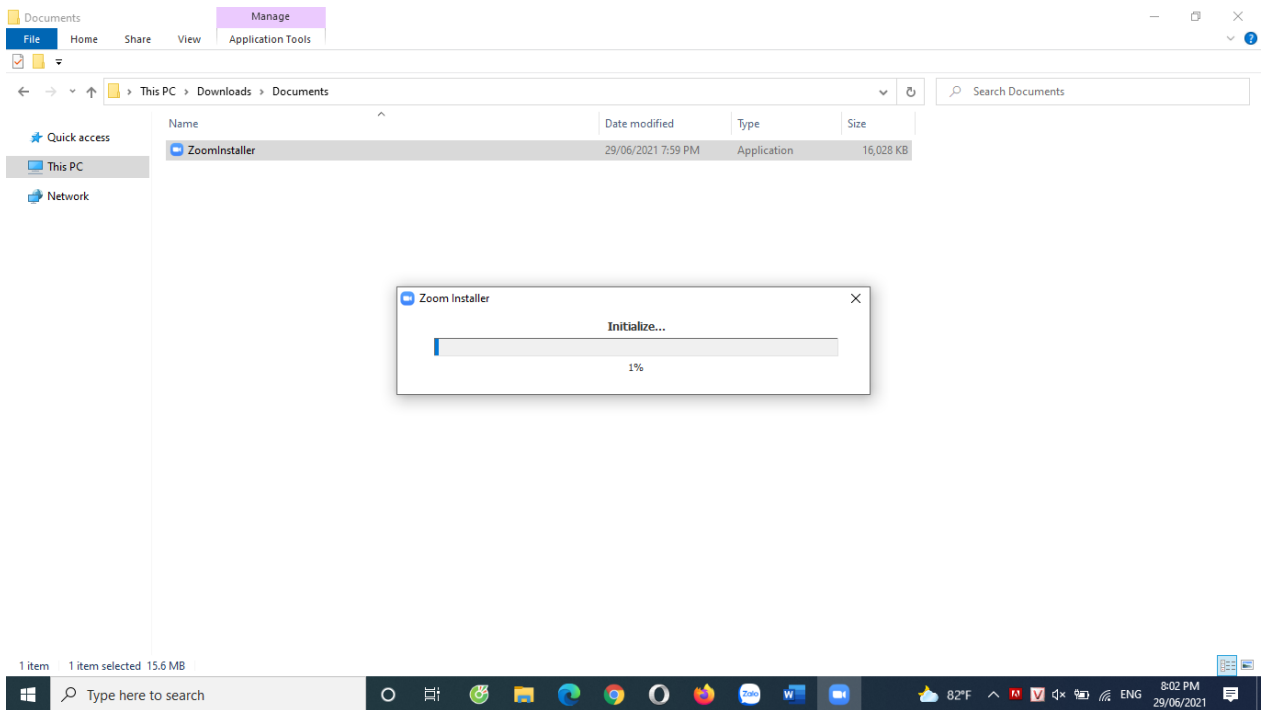 Documents
Manage
File Home Share View Application Tools
This PC Downloads Documents
Search Documents
Name Date modified Type Size
Quick access
ZoomInstaller 29/06/2021 7:59 PM Application 16,028 KB
This PC
Network
Zoom Installer
Initialize...
1%
1 item 1 item selected 15.6 MB
Type here to search
Zalo
W
82°F
V
ENG
8:02 PM
29/06/2021